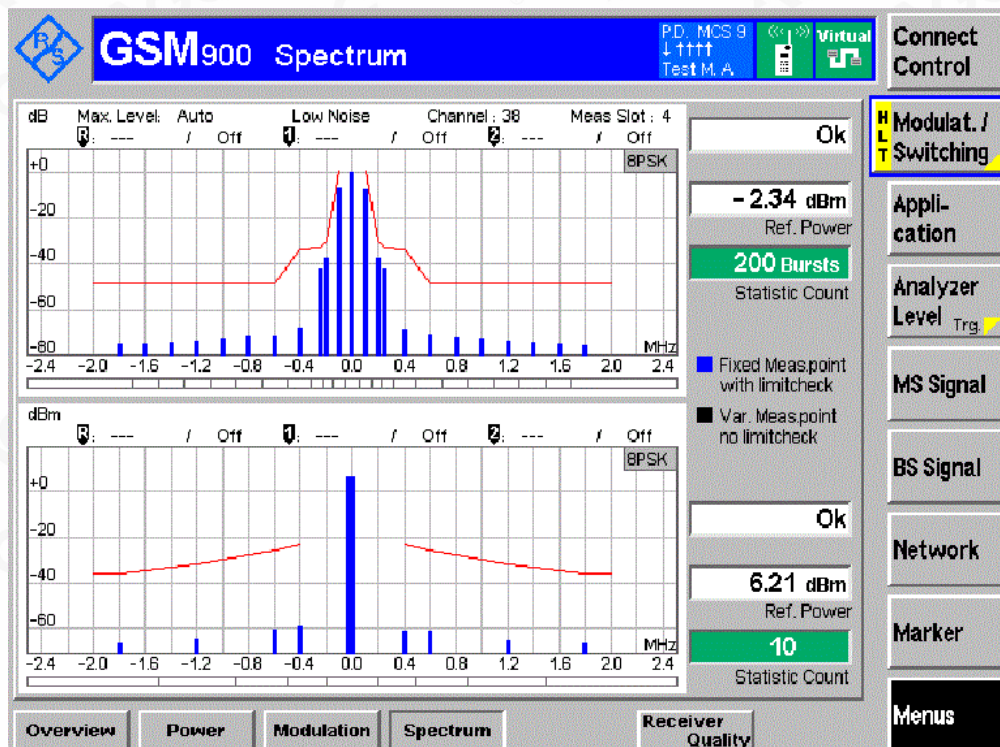 R S
GSM900 Spectrum
P.D. MCS 9
↓ ↑↑↑↑
Test M. A
Virtual
Connect
Control
dB Max. Level: Auto Low Noise Channel : 38 Meas Slot : 4
R: --- / Off 1: --- / Off 2: --- / Off
8PSK
+0
-20
-40
-60
-80
MHz
-2.4 -2.0 -1.6 -1.2 -0.8 -0.4 0.0 0.4 0.8 1.2 1.6 2.0 2.4
Ok
- 2.34 dBm
Ref. Power
200 Bursts
Statistic Count
Fixed Meas.point
with limitcheck
Var. Meas.point
no limitcheck
dBm
R: --- / Off 1: --- / Off 2: --- / Off
8PSK
+0
-20
-40
-60
MHz
-2.4 -2.0 -1.6 -1.2 -0.8 -0.4 0.0 0.4 0.8 1.2 1.6 2.0 2.4
Ok
6.21 dBm
Ref. Power
10
Statistic Count
HLT
Modulat. /
Switching
Appli-
cation
Analyzer
Level Trg.
MS Signal
BS Signal
Network
Marker
Menus
Overview Power Modulation Spectrum Receiver
Quality